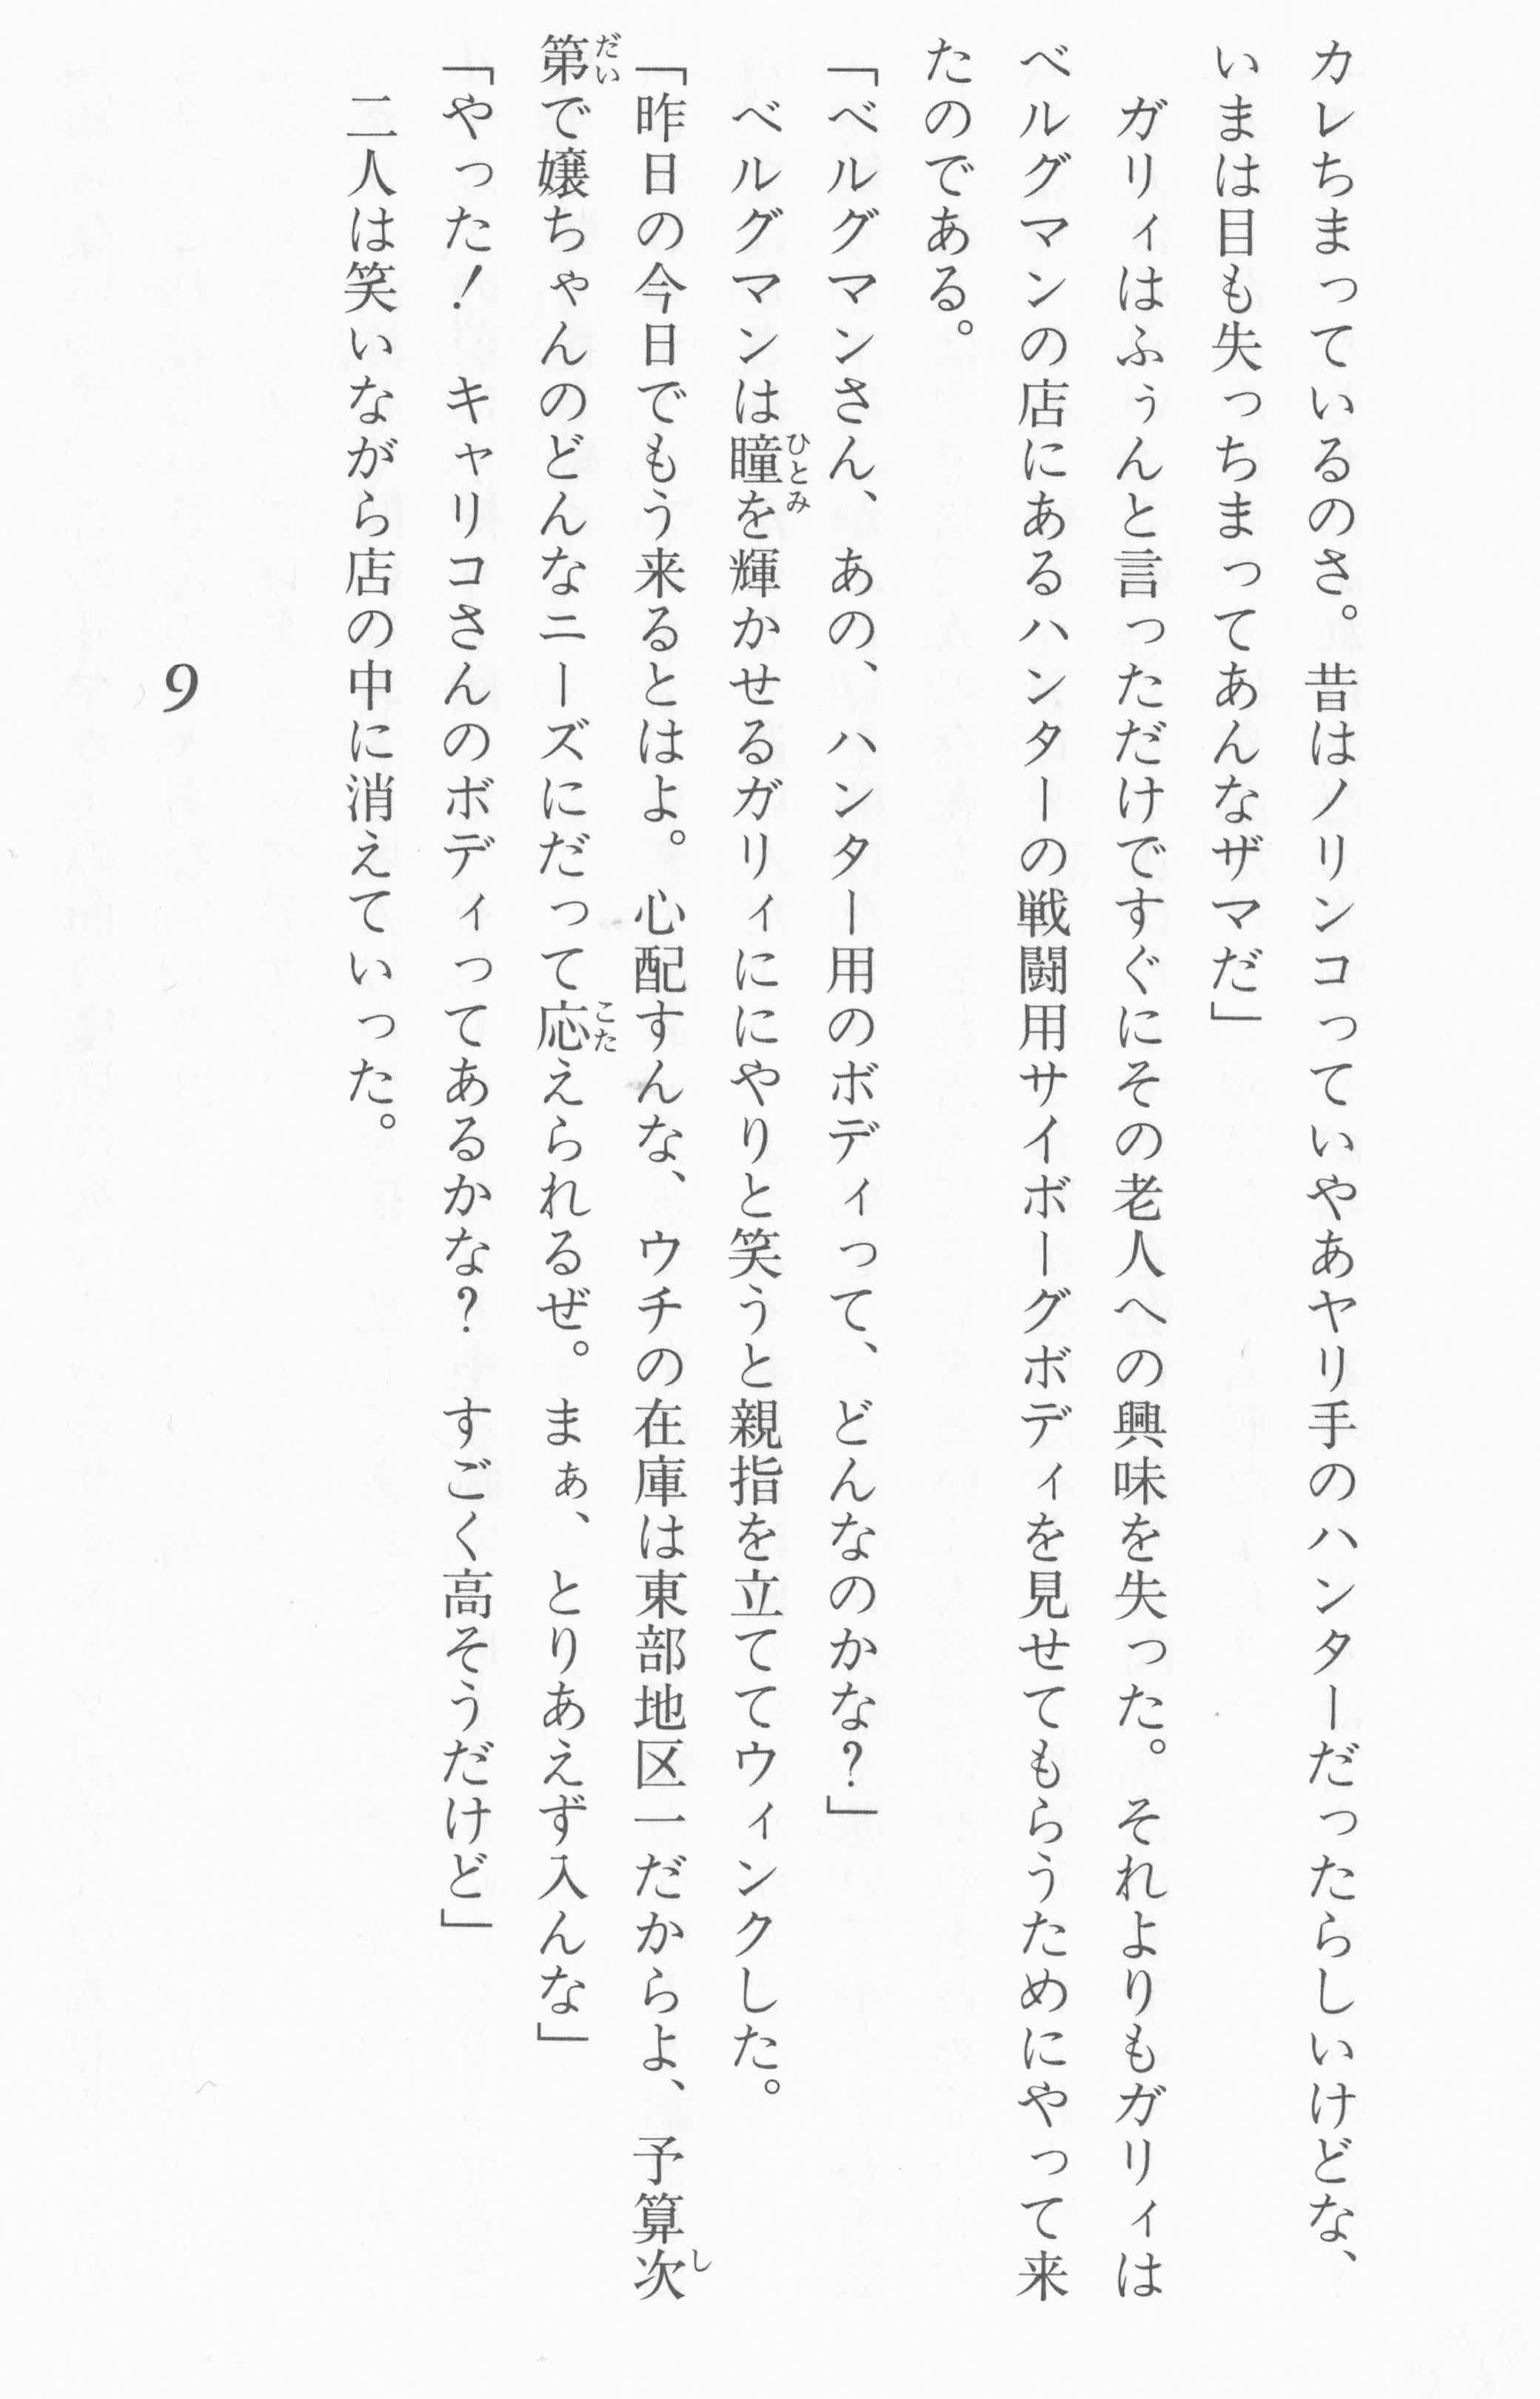 カレちまっているのさ。昔はノリンコっていやあヤリ手のハンターだったらしいけどな、
いまは目も失っちまってあんなザマだ」
　ガリィはふぅんと言っただけですぐにその老人への興味を失った。それよりもガリィは
ベルグマンの店にあるハンターの戦闘用サイボーグボディを見せてもらうためにやって来
たのである。
「ベルグマンさん、あの、ハンター用のボディって、どんなのかな？」
　ベルグマンは瞳を輝かせるガリィににやりと笑うと親指を立ててウィンクした。
「昨日の今日でもう来るとはよ。心配すんな、ウチの在庫は東部地区一だからよ、予算次
第で嬢ちゃんのどんなニーズにだって応えられるぜ。まぁ、とりあえず入んな」
「やった！　キャリコさんのボディってあるかな？　すごく高そうだけど」
　二人は笑いながら店の中に消えていった。
9